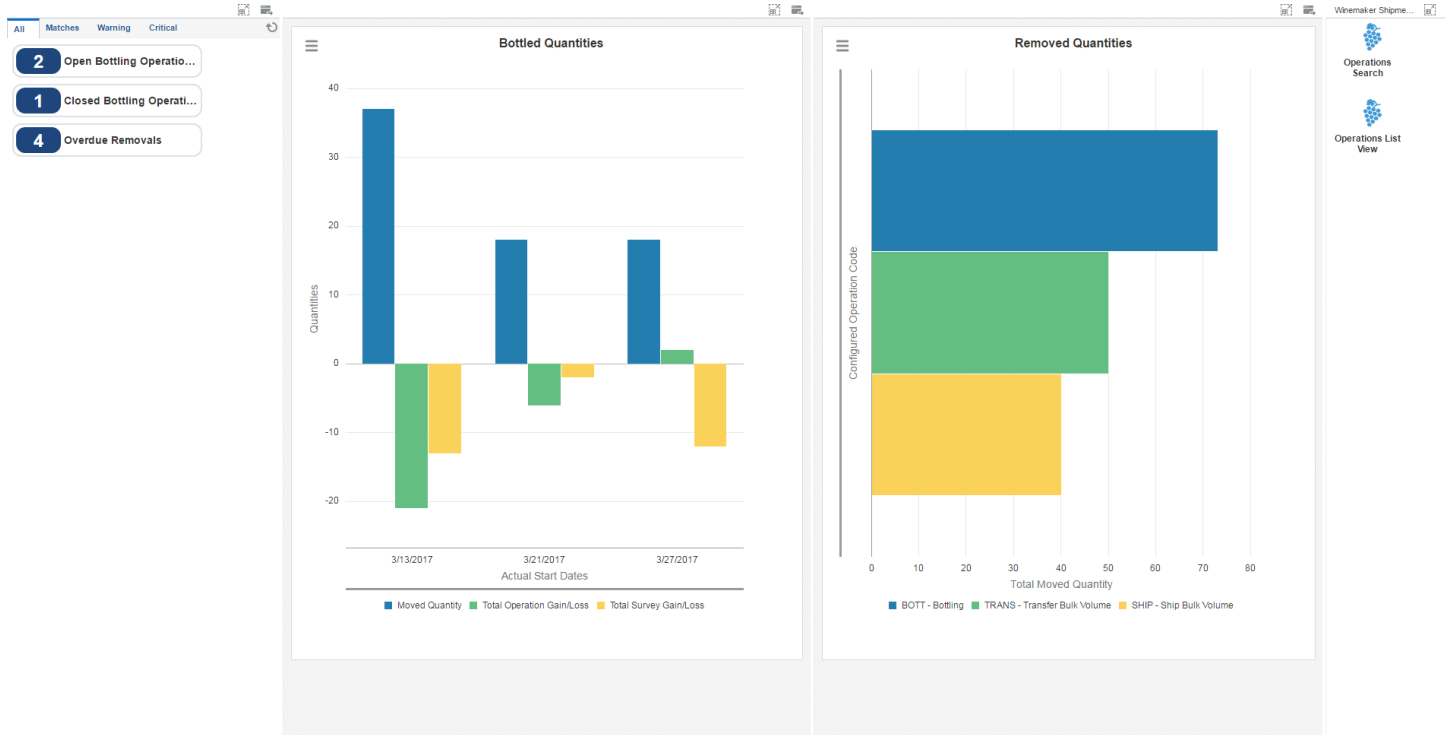 All
Matches
Warning
Critical
2 Open Bottling Operatio...
1 Closed Bottling Operati...
4 Overdue Removals
Bottled Quantities
40
30
20
10
0
-10
-20
Quantities
3/13/2017
3/21/2017
3/27/2017
Actual Start Dates
Moved Quantity
Total Operation Gain/Loss
Total Survey Gain/Loss
Removed Quantities
Configured Operation Code
0
10
20
30
40
50
60
70
80
Total Moved Quantity
BOTT - Bottling
TRANS - Transfer Bulk Volume
SHIP - Ship Bulk Volume
Winemaker Shipme...
Operations
Search
Operations List
View